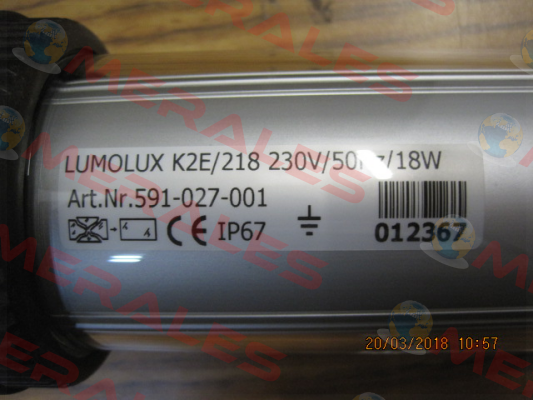 LUMOLUX K2E/218 230V/50Hz/18W
Art.Nr.591-027-001
CE IP67
012367
20/03/2018 10:57
MERALES
MERALES
MERALES
MERALES